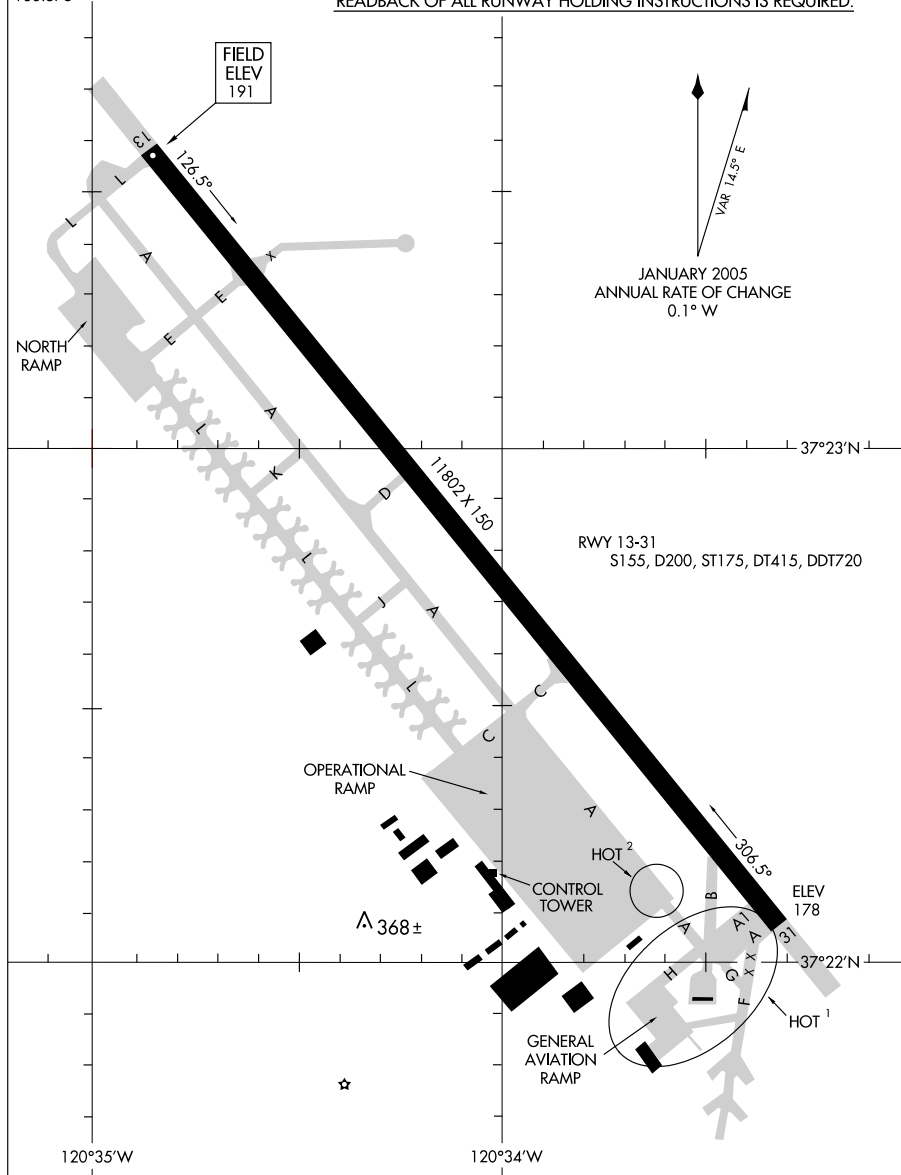 READBACK OF ALL RUNWAY HOLDING INSTRUCTIONS IS REQUIRED.
FIELD
ELEV
191
13
126.5°
VAR 14.5° E
JANUARY 2005
ANNUAL RATE OF CHANGE
0.1° W
L
L
A
x
E
E
NORTH
RAMP
A
L
K
D
37°23'N
11802 X 150
RWY 13-31
S155, D200, ST175, DT415, DDT720
L
J
A
L
C
C
OPERATIONAL
RAMP
A
306.5°
HOT 2
CONTROL
TOWER
B
ELEV
178
A1
A
A
31
368±
37°22'N
H
G
X X
F
HOT 1
GENERAL
AVIATION
RAMP
120°35'W
120°34'W